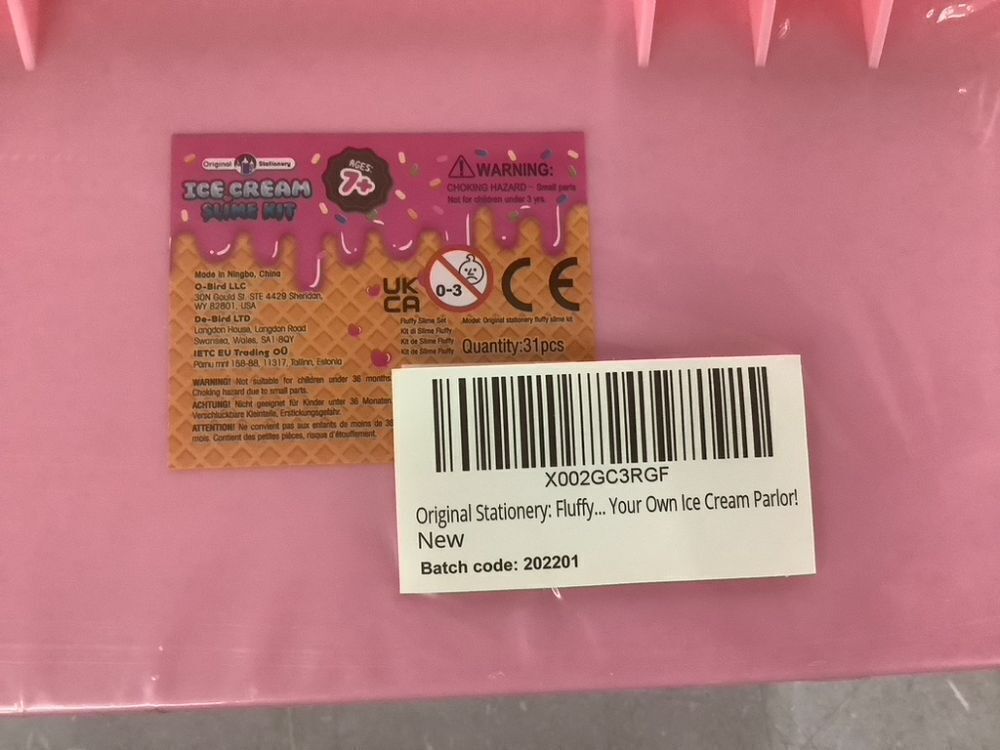 Original Stationery
ICE CREAM
SLIME KIT
AGES:
7+
WARNING:
CHOKING HAZARD - Small parts
Not for children under 3 yrs.
Made in Ningbo, China
O-Bird LLC
30N Gould St. STE 4429 Sheridan,
WY 82801, USA
De-Bird LTD
Langdon House, Langdon Road
Swansea, Wales, SA1 8QY
IETC EU Trading OÜ
Pärnu mnt 158-88, 11317, Tallinn, Estonia
UK
CA
0-3
CE
Fluffy Slime Set
Kit di Slime Fluffy
Kit de Slime Fluffy
Kit de Slime Fluffy
Model: Original stationery fluffy slime kit
Quantity:31pcs
WARNING! Not suitable for children under 36 months.
Choking hazard due to small parts.
ACHTUNG! Nicht geeignet für Kinder unter 36 Monaten.
Verschluckbare Kleinteile, Erstickungsgefahr.
ATTENTION! Ne convient pas aux enfants de moins de 36
mois. Contient des petites pièces, risque d'étouffement.
X002GC3RGF
Original Stationery: Fluffy... Your Own Ice Cream Parlor!
New
Batch code: 202201